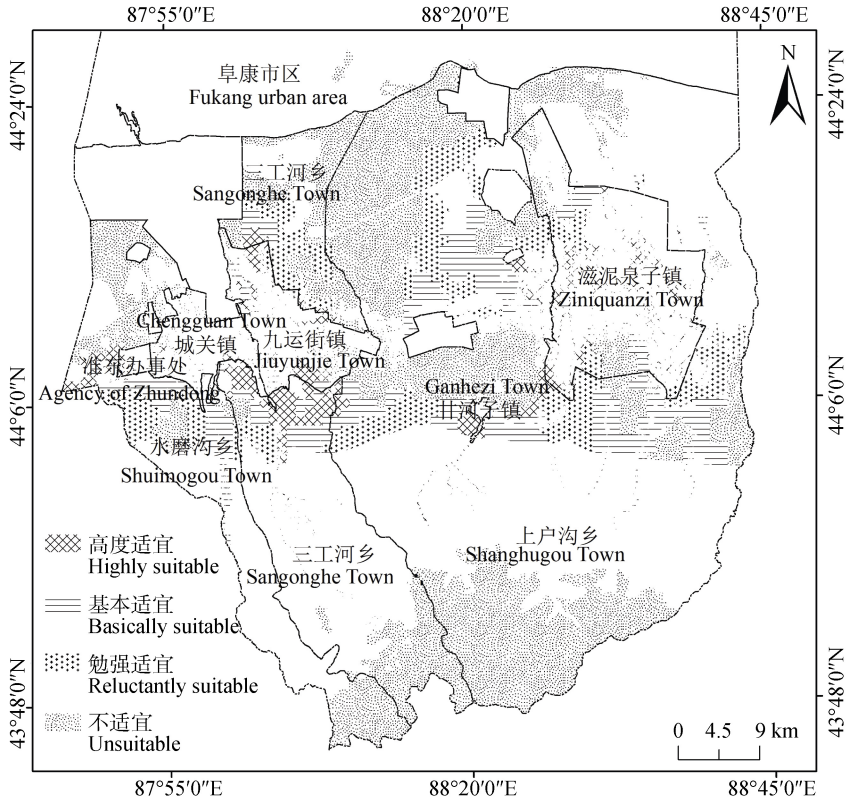 87°55′0″E
88°20′0″E
88°45′0″E
N
44°24′0″N
44°24′0″N
阜康市区
Fukang urban area
三工河乡
Sangonghe Town
滋泥泉子镇
Ziniquanzi Town
Chengguan Town
城关镇
九运街镇
Jiuyunjie Town
准东办事处
Agency of Zhundong
Ganhezi Town
甘河子镇
44°6′0″N
44°6′0″N
水磨沟乡
Shuimogou Town
上户沟乡
Shanghugou Town
三工河乡
Sangonghe Town
高度适宜
Highly suitable
基本适宜
Basically suitable
勉强适宜
Reluctantly suitable
不适宜
Unsuitable
43°48′0″N
43°48′0″N
0 4.5 9 km
87°55′0″E
88°20′0″E
88°45′0″E